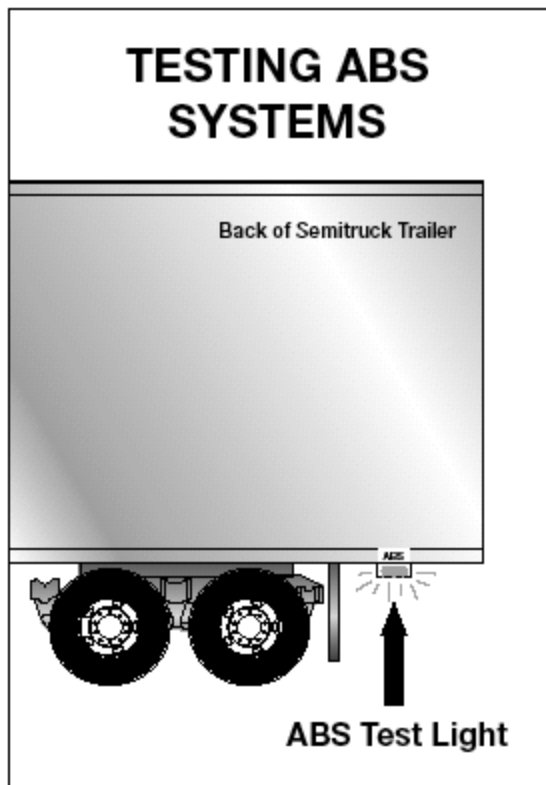 TESTING ABS
SYSTEMS
Back of Semitruck Trailer
ABS
ABS Test Light